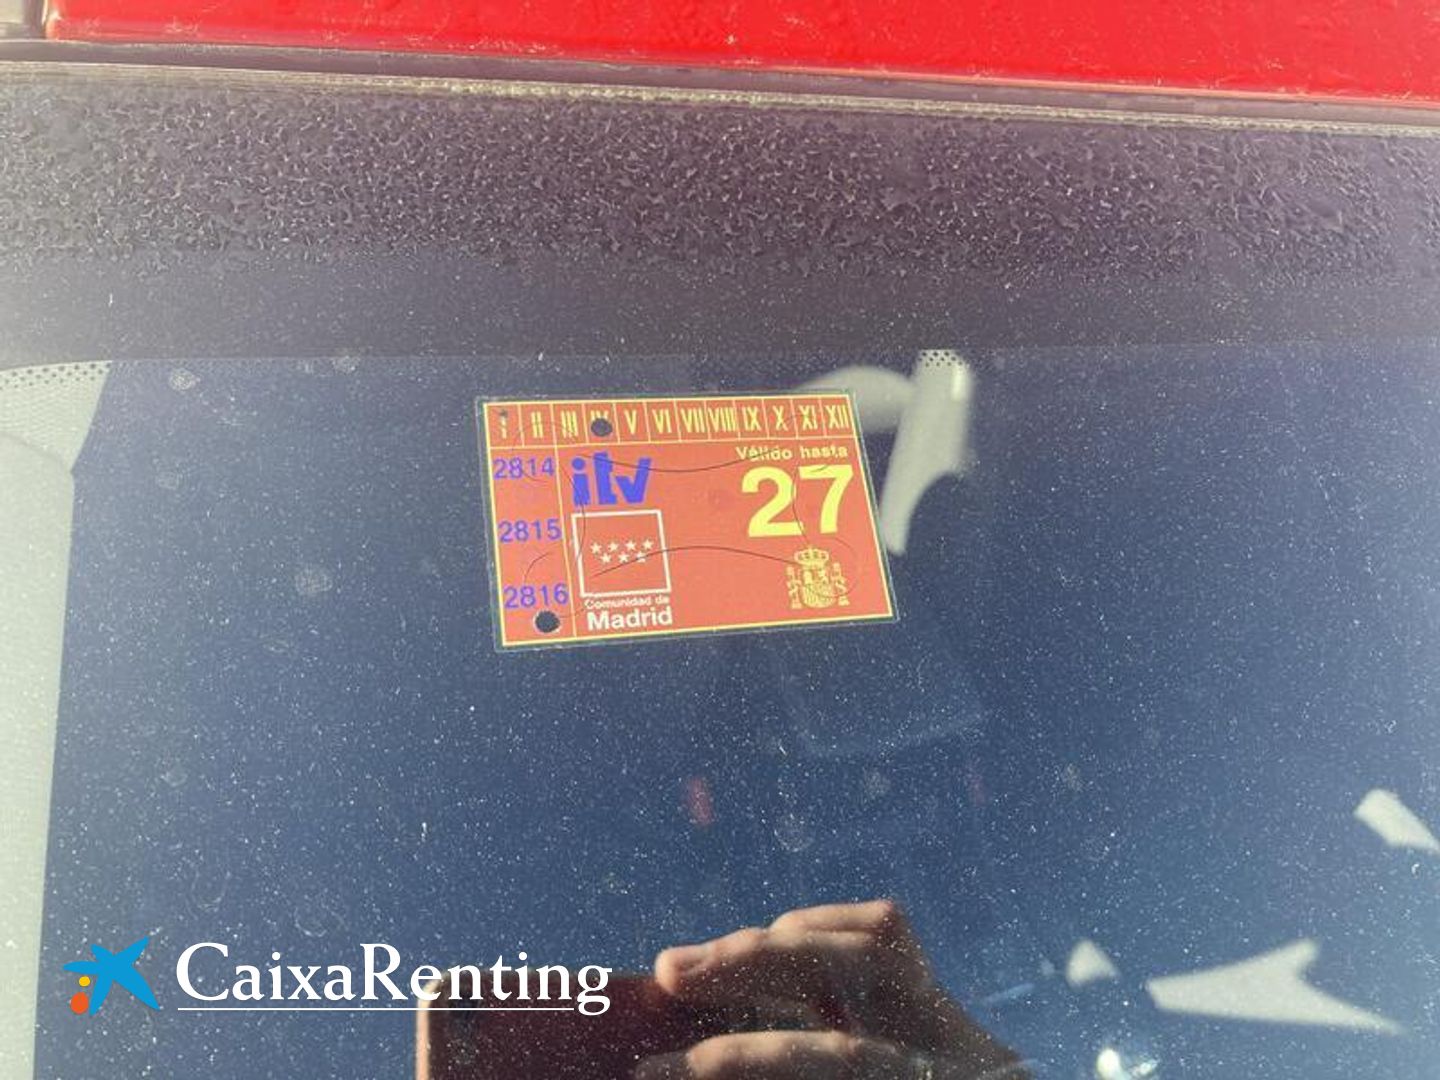 I II III IV V VI VII VIII IX X XI XII
2814
itv
Válido hasta
27
2815
2816
Comunidad de
Madrid
CaixaRenting